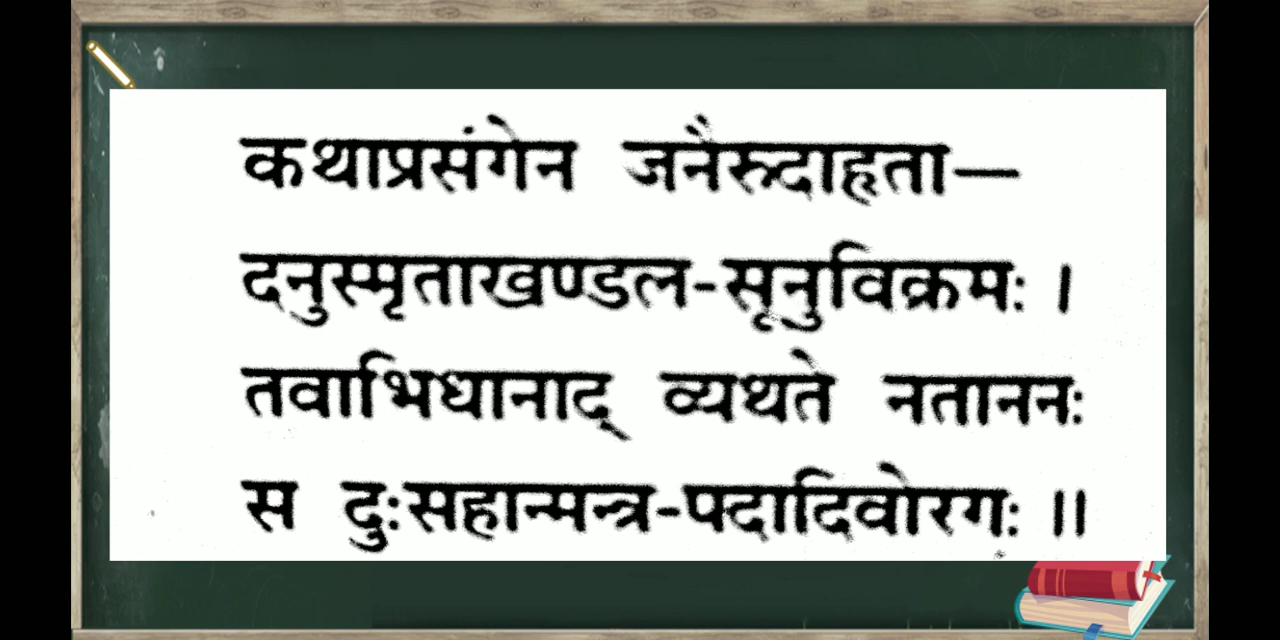 कथाप्रसंगेन जनैरुदाहृता—
दनुस्मृताखण्डल-सूनुविक्रमः ।
तवाभिधानाद् व्यथते नताननः
स दुःसहान्मन्त्र-पदादिवोरगः ।।